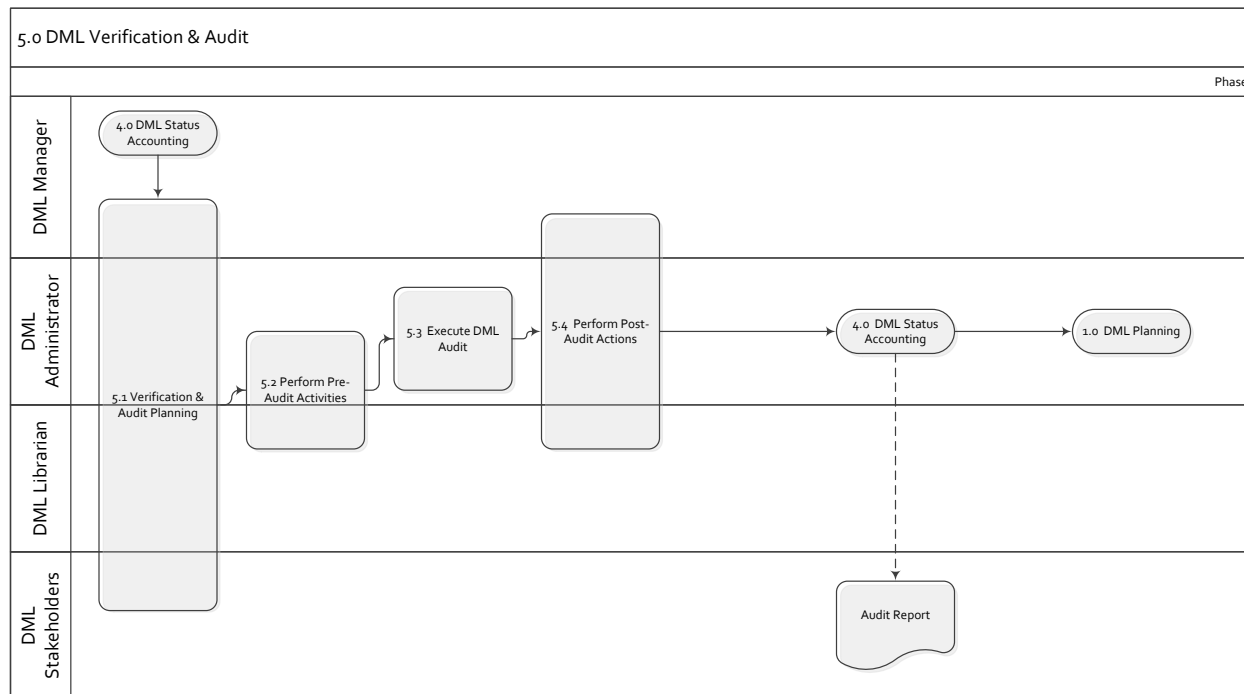 5.0 DML Verification & Audit
Phase
DML Manager
4.0 DML Status
Accounting
DML
Administrator
5.1 Verification &
Audit Planning
5.2 Perform Pre-
Audit Activities
5.3 Execute DML
Audit
5.4 Perform Post-
Audit Actions
4.0 DML Status
Accounting
1.0 DML Planning
DML Librarian
DML
Stakeholders
Audit Report